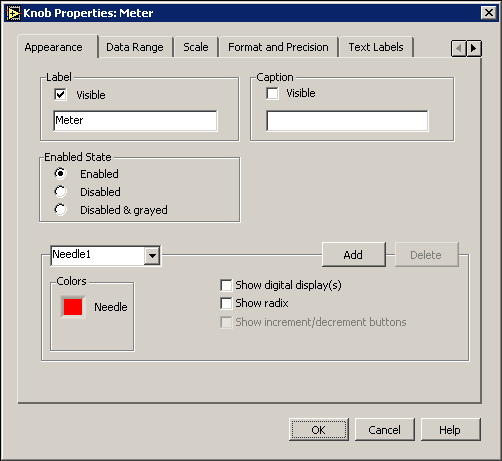 Knob Properties: Meter
Appearance
Data Range
Scale
Format and Precision
Text Labels
Label
Visible
Meter
Caption
Visible
Enabled State
Enabled
Disabled
Disabled & grayed
Needle1
Add
Delete
Colors
Needle
Show digital display(s)
Show radix
Show increment/decrement buttons
OK
Cancel
Help